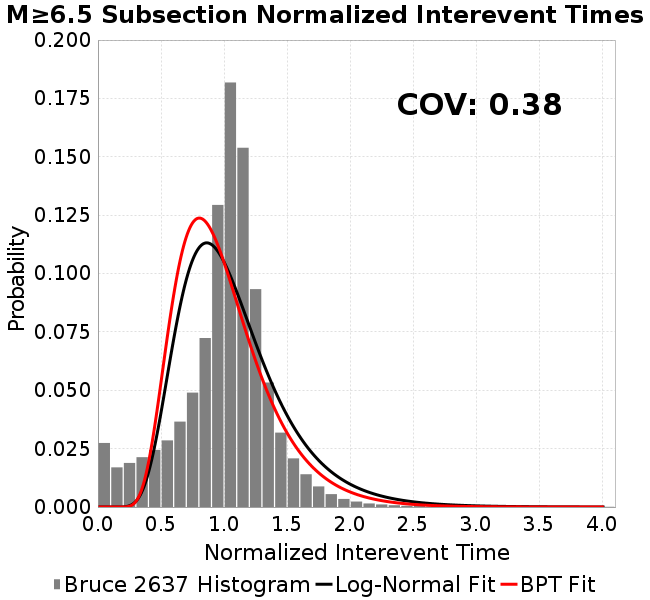 M≥6.5 Subsection Normalized Interevent Times
COV: 0.38
Probability
0.200
0.175
0.150
0.125
0.100
0.075
0.050
0.025
0.000
0.0 0.5 1.0 1.5 2.0 2.5 3.0 3.5 4.0
Normalized Interevent Time
Bruce 2637 Histogram Log-Normal Fit BPT Fit